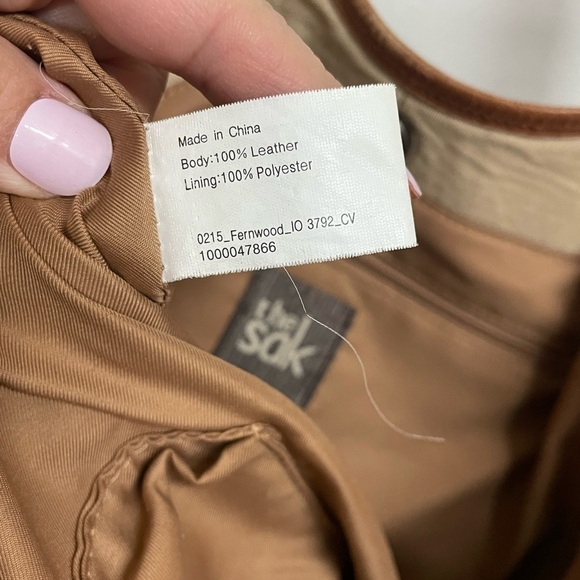 Made in China
Body:100% Leather
Lining:100% Polyester
0215_Fernwood_IO 3792_CV
1000047866
the
sak